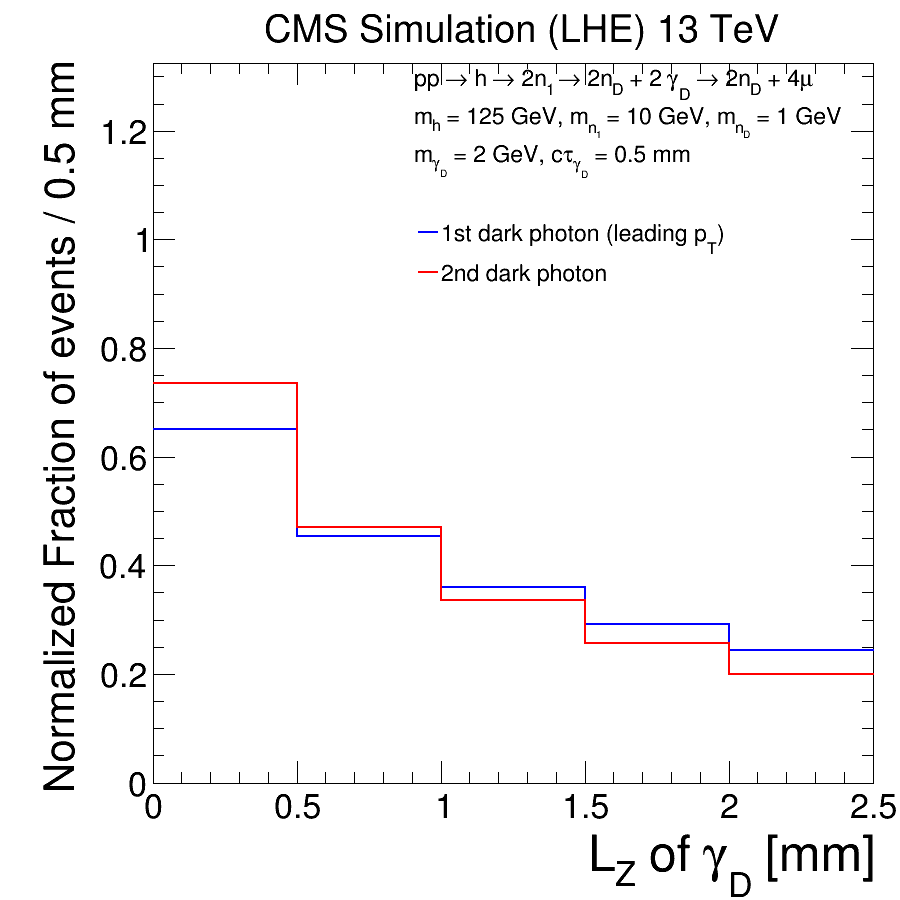 CMS Simulation (LHE) 13 TeV
pp → h → 2n₁ → 2n_D + 2 γ_D → 2n_D + 4μ
m_h = 125 GeV, m_n₁ = 10 GeV, m_n_D = 1 GeV
m_γ_D = 2 GeV, cτ_γ_D = 0.5 mm
1st dark photon (leading p_T)
2nd dark photon
Normalized Fraction of events / 0.5 mm
1.2
1
0.8
0.6
0.4
0.2
0
0 0.5 1 1.5 2 2.5
L_Z of γ_D [mm]